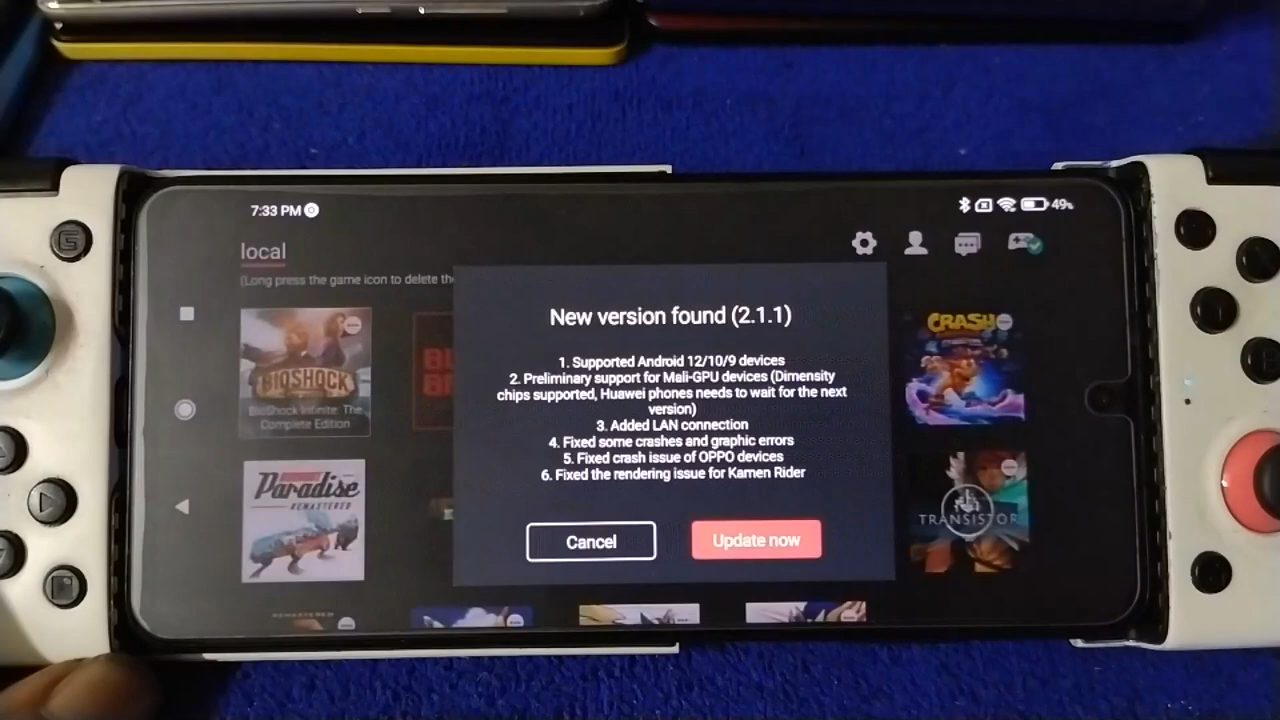 7:33 PM
49%
local
(Long press the game icon to delete the
New version found (2.1.1)
1. Supported Android 12/10/9 devices
2. Preliminary support for Mali-GPU devices (Dimensity
chips supported, Huawei phones needs to wait for the next
version)
3. Added LAN connection
4. Fixed some crashes and graphic errors
5. Fixed crash issue of OPPO devices
6. Fixed the rendering issue for Kamen Rider
Cancel
Update now
BIOSHOCK
BioShock Infinite: The
Complete Edition
CRASH
Paradise
REMASTERED
TRANSISTOR